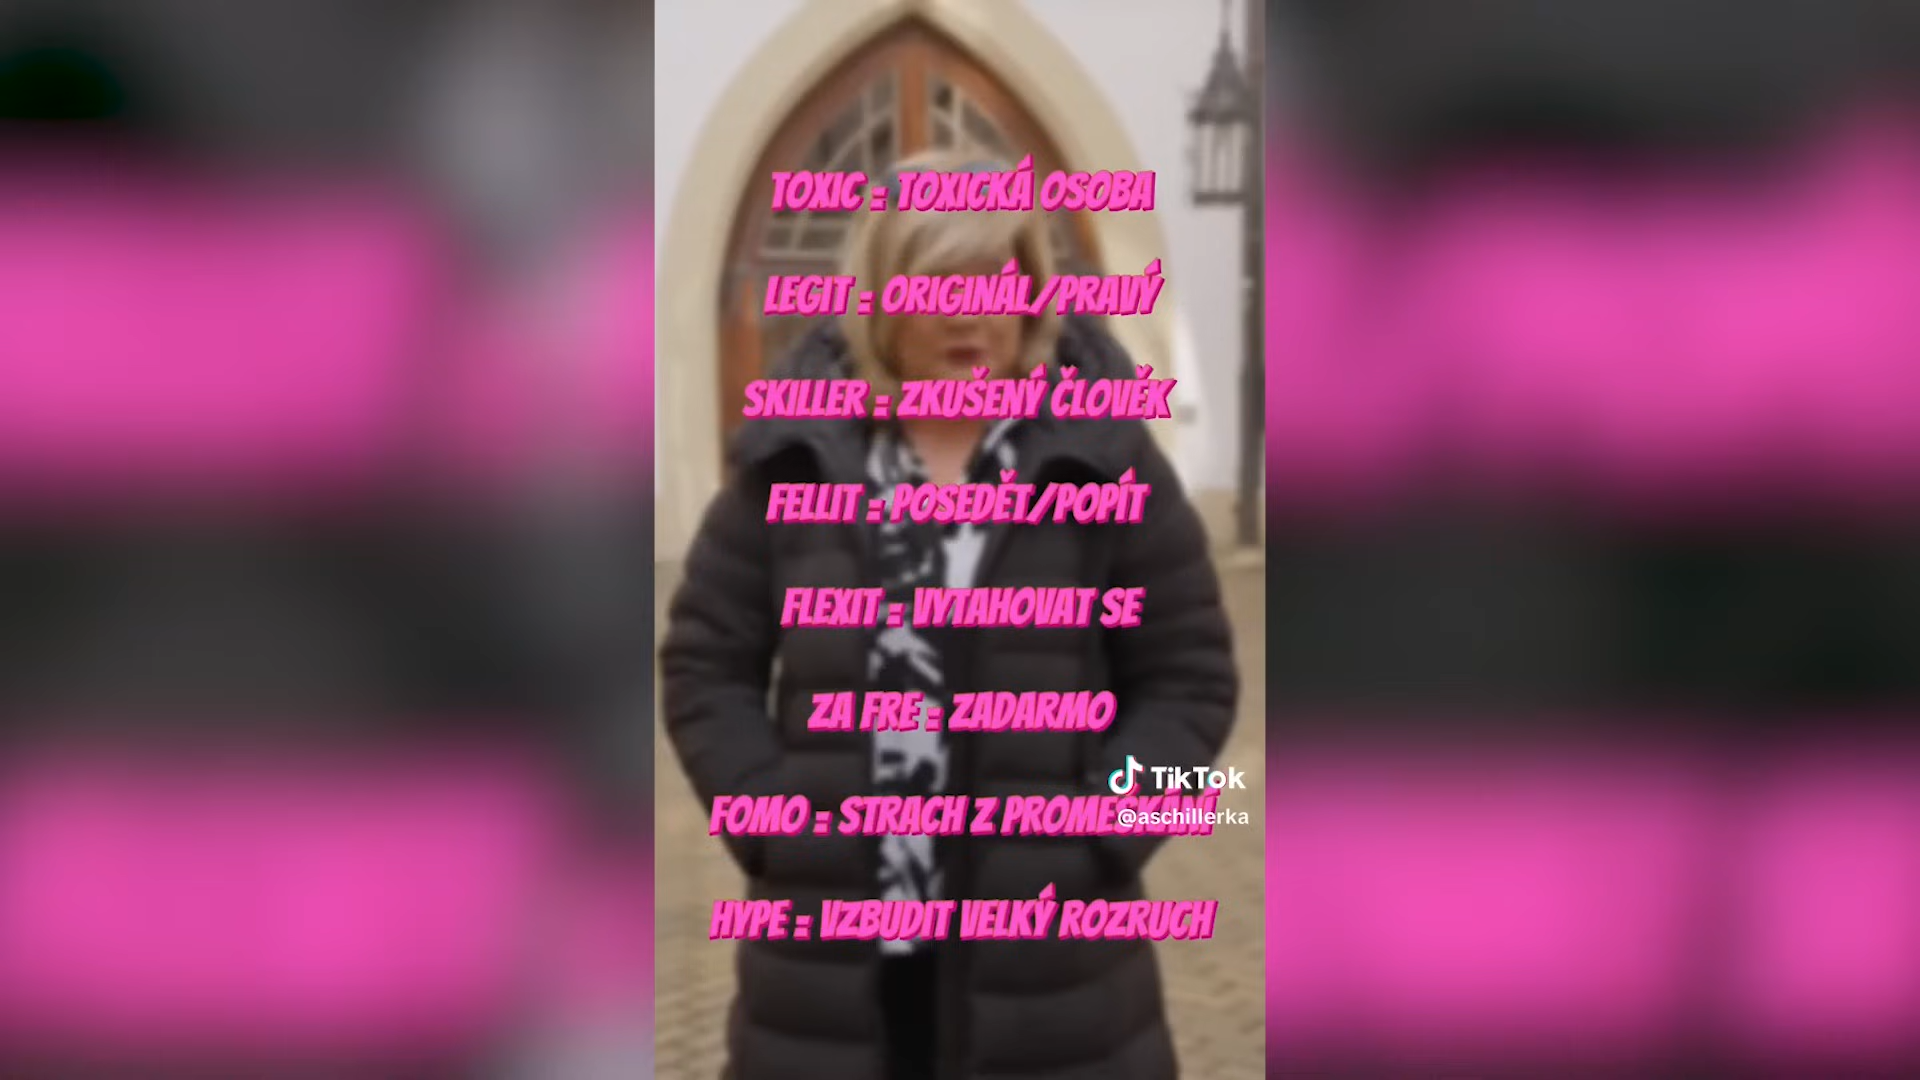 TOXIC = TOXICKÁ OSOBA
LEGIT = ORIGINÁL/PRAVÝ
SKILLER = ZKUŠENÝ ČLOVĚK
FELLIT = POSEDĚT/POPÍT
FLEXIT = VYTAHOVAT SE
ZA FRE = ZADARMO
TikTok
FOMO = STRACH Z PROMEŠKÁNÍ
@aschillerka
HYPE = VZBUDIT VELKÝ ROZRUCH